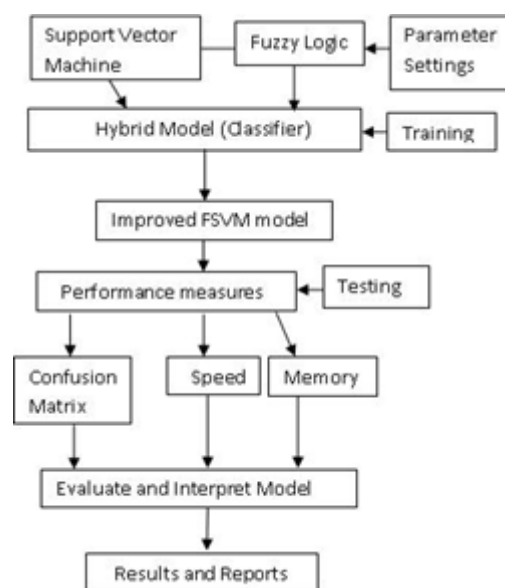 Support Vector
Machine
Fuzzy Logic
Parameter
Settings
Hybrid Model (Classifier)
Training
Improved FSVM model
Performance measures
Testing
Confusion
Matrix
Speed
Memory
Evaluate and Interpret Model
Results and Reports